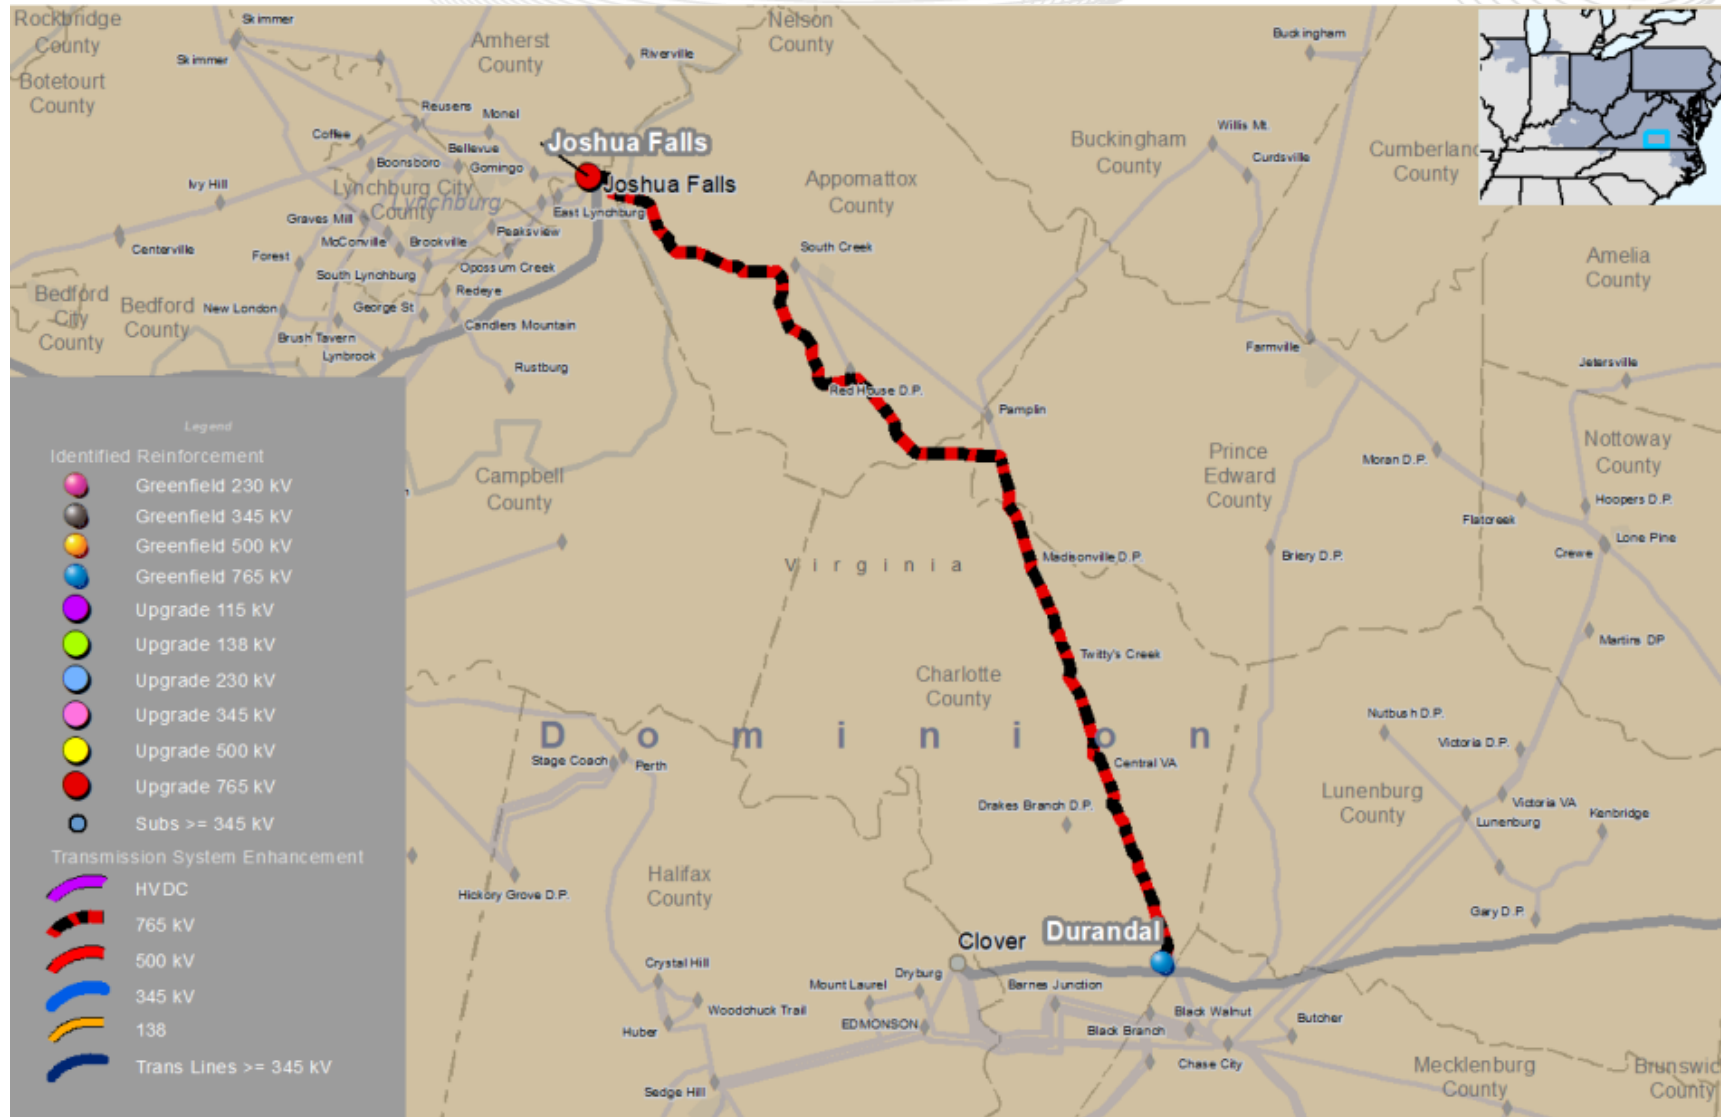 Rockbridge
County
Skimmer
Skimmer
Botetourt
County
Amherst
County
Nelson
County
Riverville
Buckingham
Reusens
Monel
Coffee
Bellevue
Boonsboro
Gomingo
Joshua Falls
Joshua Falls
Ivy Hill
Lynchburg City
County
Lynchburg
Graves Mill
East Lynchburg
Peaksview
McConville
Brookville
Centerville
Forest
South Lynchburg
Opossum Creek
Redeye
Bedford
City
County
Bedford
County
New London
George St
Candlers Mountain
Brush Tavern
Lynbrook
Rustburg
Appomattox
County
South Creek
Buckingham
County
Willis Mt.
Curdsville
Cumberland
County
Amelia
County
Farmville
Jetersville
Red House D.P.
Pamplin
Prince
Edward
County
Moran D.P.
Nottoway
County
Hoopers D.P.
Flatcreek
Lone Pine
Crewe
Campbell
County
Virginia
Madisonville D.P.
Briery D.P.
Martins DP
Twitty's Creek
Charlotte
County
Dominion
Nutbush D.P.
Victoria D.P.
Stage Coach
Perth
Central VA
Drakes Branch D.P.
Lunenburg
County
Victoria VA
Lunenburg
Kenbridge
Hickory Grove D.P.
Halifax
County
Gary D.P.
Durandal
Clover
Crystal Hill
Dryburg
Mount Laurel
Barnes Junction
Woodchuck Trail
Huber
EDMONSON
Black Walnut
Black Branch
Butcher
Chase City
Sedge Hill
Mecklenburg
County
Brunswic
County
Legend
Identified Reinforcement
Greenfield 230 kV
Greenfield 345 kV
Greenfield 500 kV
Greenfield 765 kV
Upgrade 115 kV
Upgrade 138 kV
Upgrade 230 kV
Upgrade 345 kV
Upgrade 500 kV
Upgrade 765 kV
Subs >= 345 kV
Transmission System Enhancement
HVDC
765 kV
500 kV
345 kV
138
Trans Lines >= 345 kV